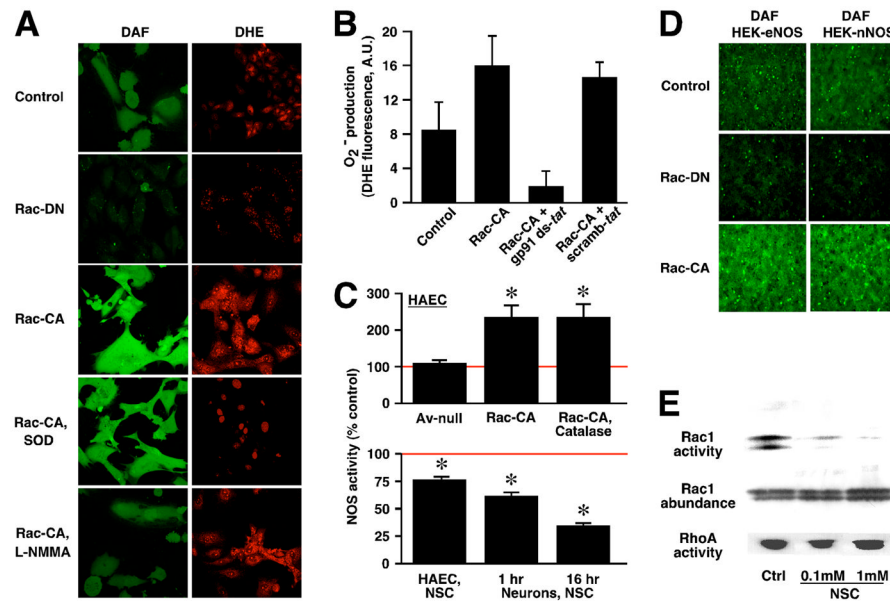 A
DAF DHE
Control
Rac-DN
Rac-CA
Rac-CA,
SOD
Rac-CA,
L-NMMA
B
O2- production
(DHE fluorescence, A.U.)
20
16
12
8
4
0
Control
Rac-CA
Rac-CA +
gp91 ds-tat
Rac-CA +
scramb-tat
C
HAEC
NOS activity (% control)
300
200
100
0
* *
Av-null Rac-CA Rac-CA,
Catalase
100
75
50
25
0
* * *
HAEC,
NSC
1 hr 16 hr
Neurons, NSC
D
DAF DAF
HEK-eNOS HEK-nNOS
Control
Rac-DN
Rac-CA
E
Rac1
activity
Rac1
abundance
RhoA
activity
Ctrl 0.1mM 1mM
NSC